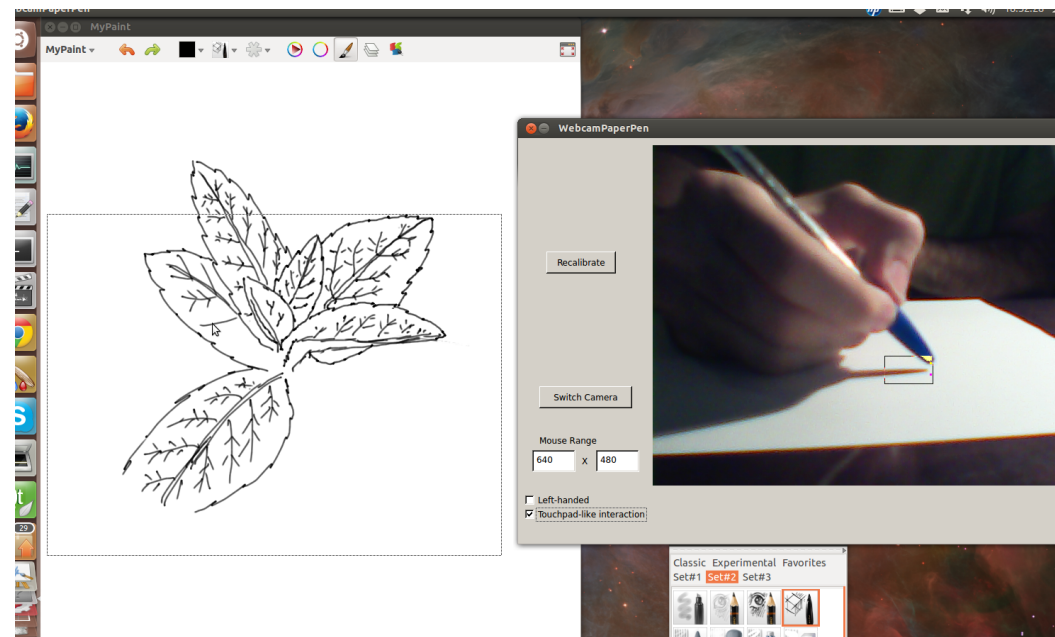 MyPaint
MyPaint
WebcamPaperPen
Recalibrate
Switch Camera
Mouse Range
640 x 480
Left-handed
Touchpad-like interaction
29
Classic Experimental Favorites
Set#1 Set#2 Set#3